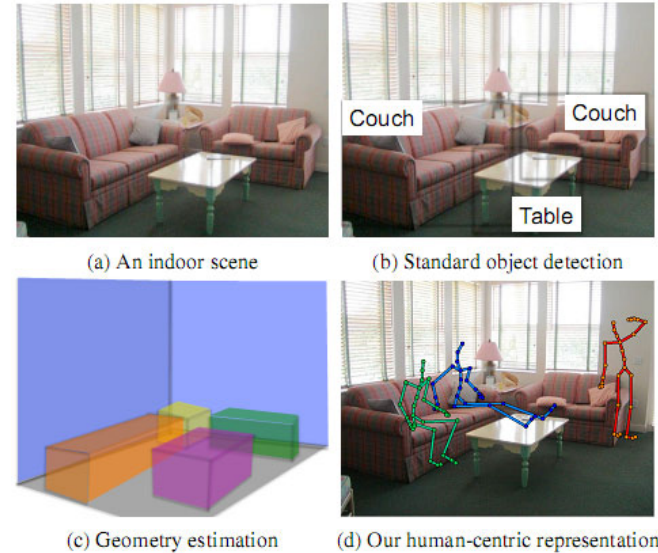 (a) An indoor scene
Couch
Couch
Table
(b) Standard object detection
(c) Geometry estimation
(d) Our human-centric representation